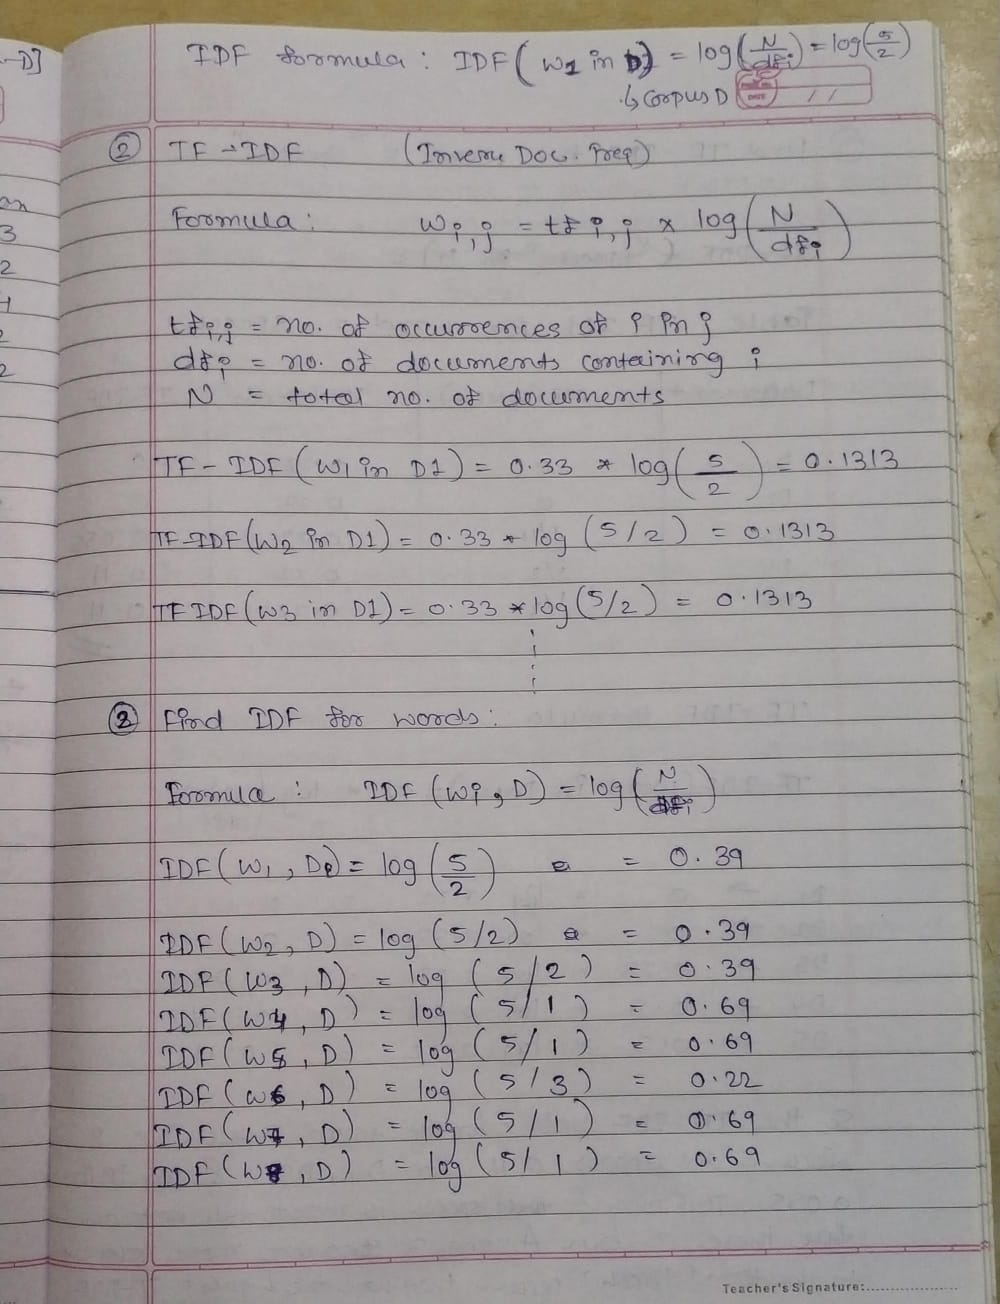 -D]
an
3
2
1
2
2
IDF formula : IDF ( w1 in D) = log(N/dfi) = log(5/2)
↳ Corpus D
DATE / /
② TF-IDF (Inverse Doc. Freq)
Formula : wi,j = tfi,j × log(N/dfi)
tfi,j = no. of occurrences of i in j
dfi = no. of documents containing i
N = total no. of documents
TF - IDF (W1 in D1) = 0.33 * log(5/2) = 0.1313
TF-IDF (W2 in D1) = 0.33 * log (5/2) = 0.1313
TF IDF (W3 in D1) = 0.33 * log (5/2) = 0.1313
③ Find IDF for words :
Formula : IDF (wi, D) = log(N/dfi)
IDF (W1, D) = log(5/2) = 0.39
IDF (W2, D) = log (5/2) = 0.39
IDF (W3, D) = log (5/2) = 0.39
IDF (W4, D) = log (5/1) = 0.69
IDF (W5, D) = log (5/1) = 0.69
IDF (W6, D) = log (5/3) = 0.22
IDF (W7, D) = log (5/1) = 0.69
IDF (W8, D) = log (5/1) = 0.69
Teacher's Signature: